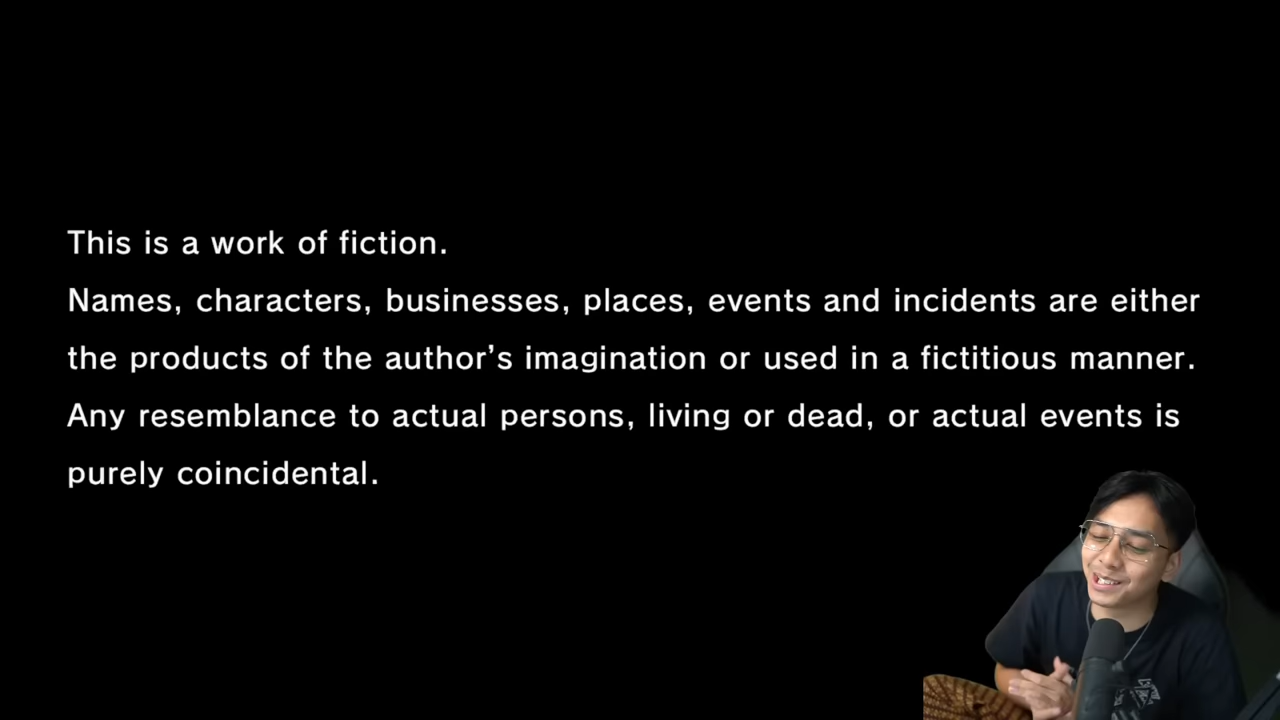 This is a work of fiction.
Names, characters, businesses, places, events and incidents are either
the products of the author’s imagination or used in a fictitious manner.
Any resemblance to actual persons, living or dead, or actual events is
purely coincidental.